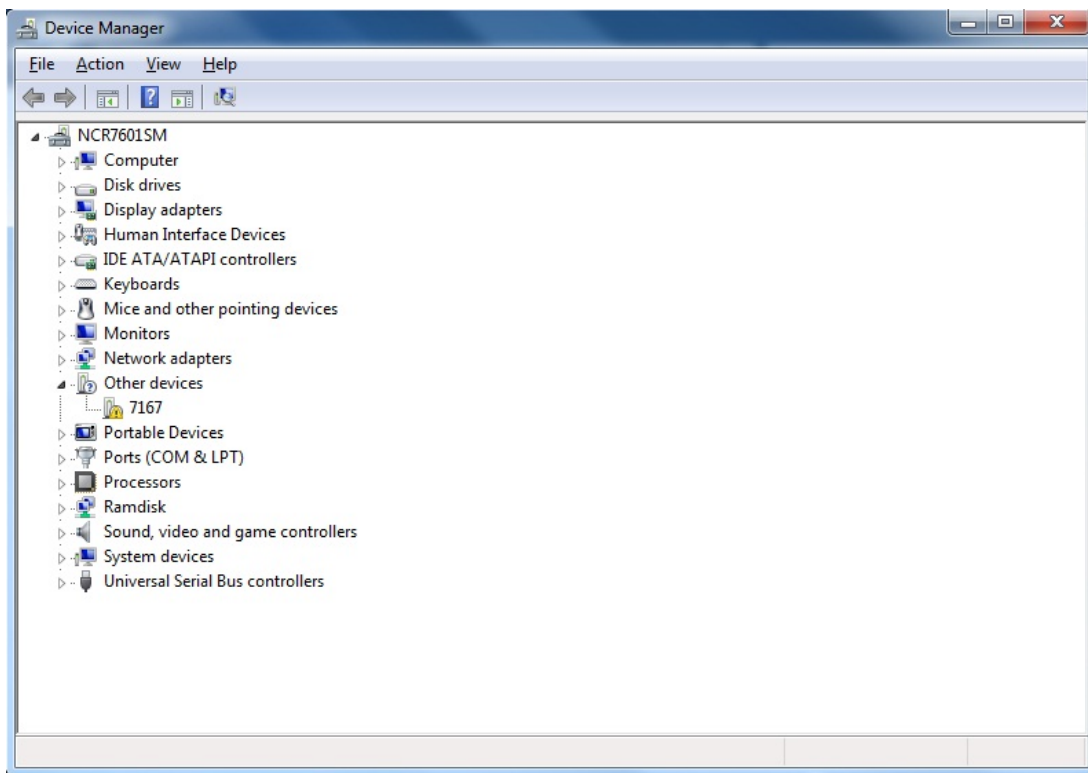 Device Manager
File Action View Help
NCR7601SM
Computer
Disk drives
Display adapters
Human Interface Devices
IDE ATA/ATAPI controllers
Keyboards
Mice and other pointing devices
Monitors
Network adapters
Other devices
7167
Portable Devices
Ports (COM & LPT)
Processors
Ramdisk
Sound, video and game controllers
System devices
Universal Serial Bus controllers